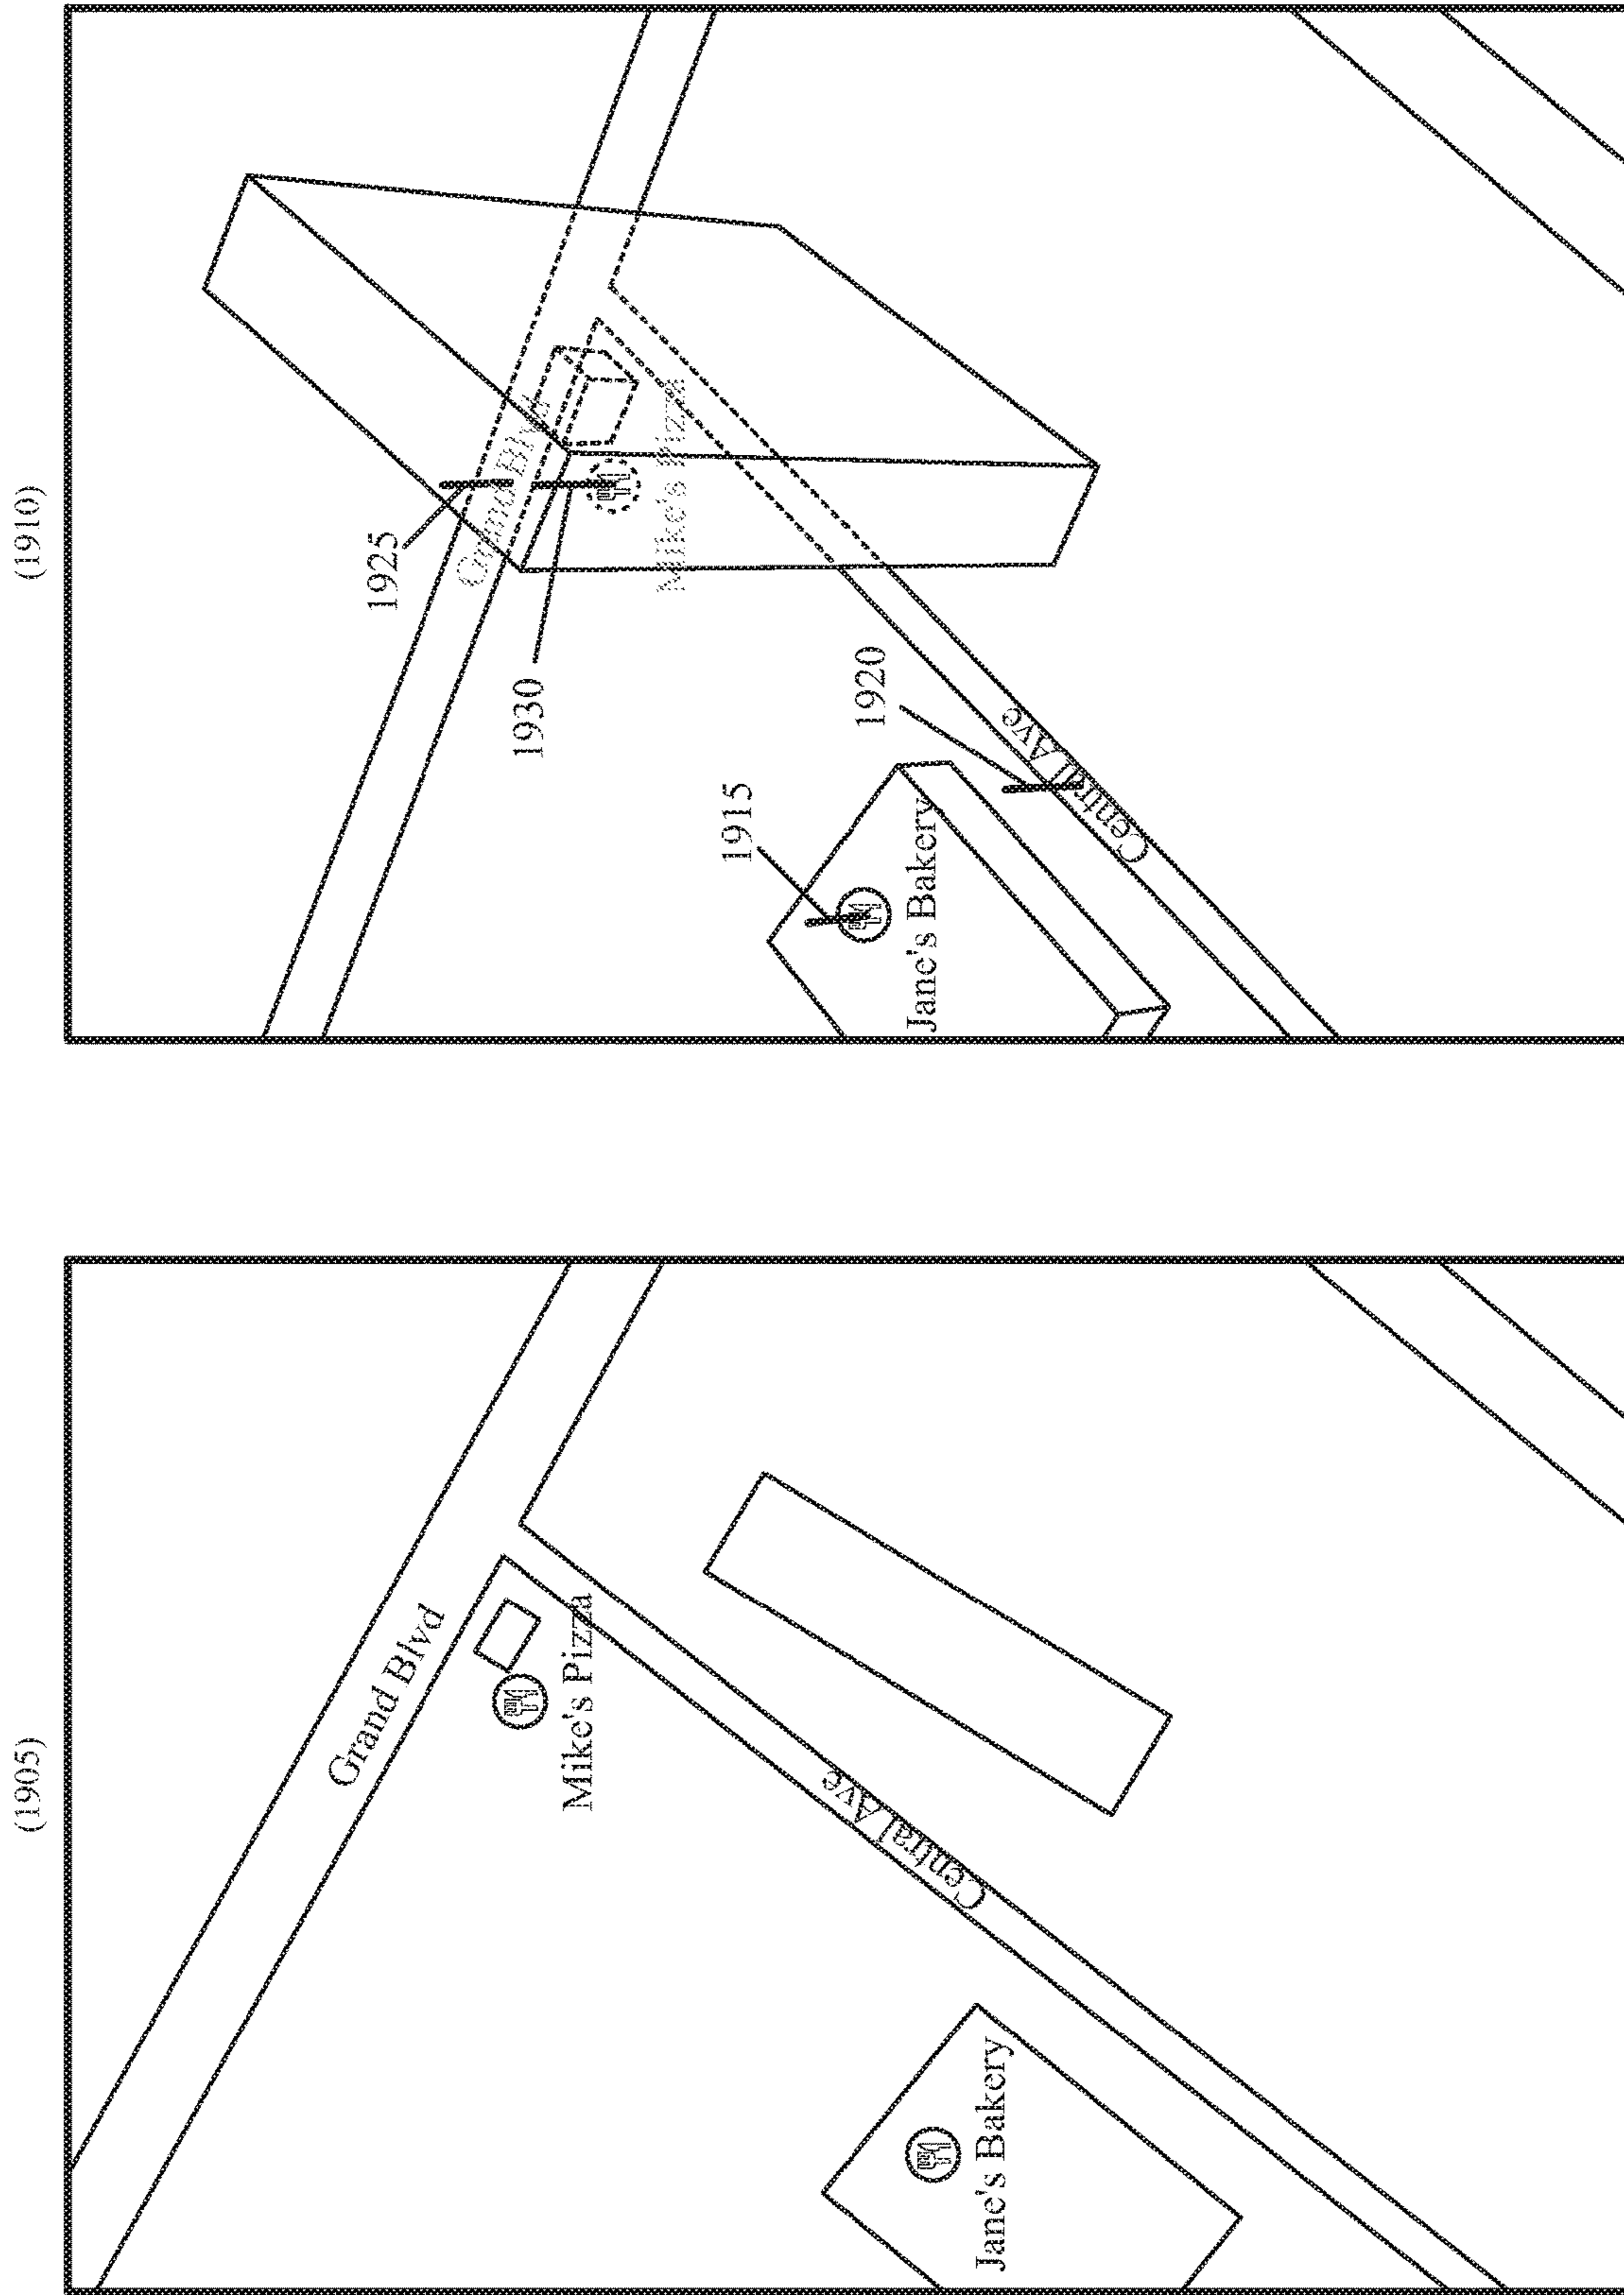 (1905)
Grand Blvd
Mike's Pizza
Central Ave
Jane's Bakery
(1910)
1925
Grand Blvd
1930
Mike's Pizza
1920
1915
Central Ave
Jane's Bakery